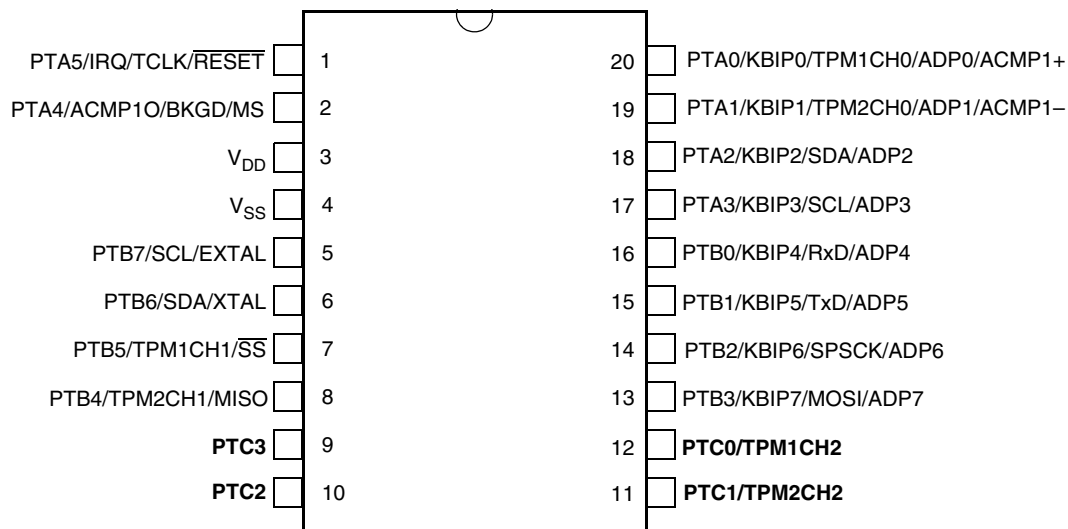 PTA5/IRQ/TCLK/RESET 1 20 PTA0/KBIP0/TPM1CH0/ADP0/ACMP1+
PTA4/ACMP1O/BKGD/MS 2 19 PTA1/KBIP1/TPM2CH0/ADP1/ACMP1–
VDD 3 18 PTA2/KBIP2/SDA/ADP2
VSS 4 17 PTA3/KBIP3/SCL/ADP3
PTB7/SCL/EXTAL 5 16 PTB0/KBIP4/RxD/ADP4
PTB6/SDA/XTAL 6 15 PTB1/KBIP5/TxD/ADP5
PTB5/TPM1CH1/SS 7 14 PTB2/KBIP6/SPSCK/ADP6
PTB4/TPM2CH1/MISO 8 13 PTB3/KBIP7/MOSI/ADP7
PTC3 9 12 PTC0/TPM1CH2
PTC2 10 11 PTC1/TPM2CH2